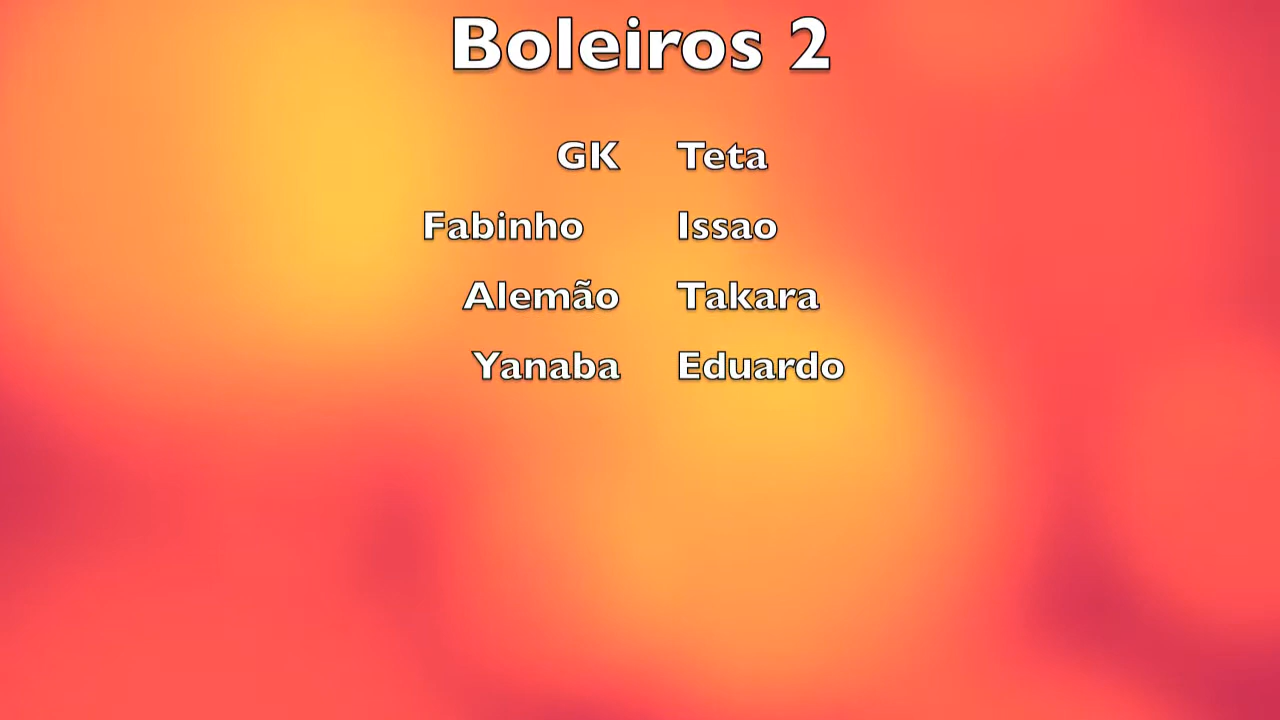 Boleiros 2
GK Teta
Fabinho Issao
Alemão Takara
Yanaba Eduardo